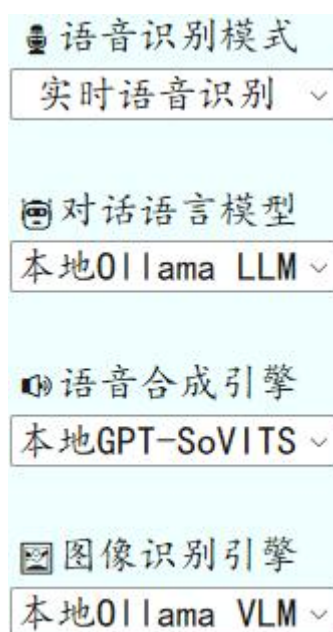 语音识别模式
实时语音识别
对话语言模型
本地Ollama LLM
语音合成引擎
本地GPT-SoVITS
图像识别引擎
本地Ollama VLM